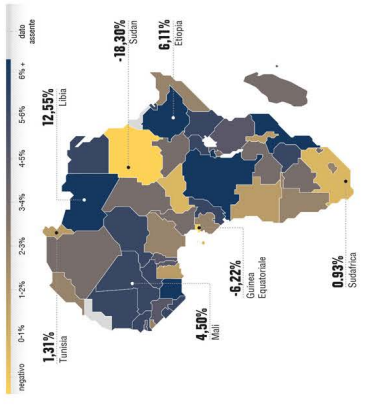 negativo
0-1%
1-2%
2-3%
3-4%
4-5%
5-6%
6% +
dato
assente
1,31%
Tunisia
12,55%
Libia
-18,30%
Sudan
6,11%
Etiopia
4,50%
Mali
-6,22%
Guinea
Equatoriale
0,93%
Sudafrica